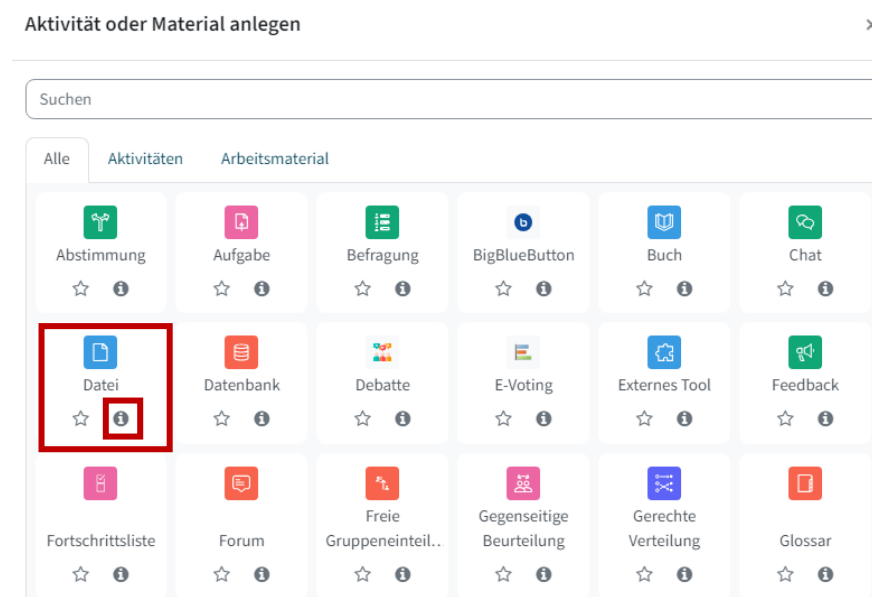 Aktivität oder Material anlegen
Suchen
Alle Aktivitäten Arbeitsmaterial
Abstimmung Aufgabe Befragung BigBlueButton Buch Chat
Datei Datenbank Debatte E-Voting Externes Tool Feedback
Freie Gegenseitige Gerechte
Fortschrittsliste Forum Gruppeneinteil... Beurteilung Verteilung Glossar